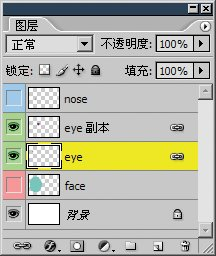 图层
正常 不透明度: 100%
锁定: 填充: 100%
nose
eye 副本
eye
face
背景